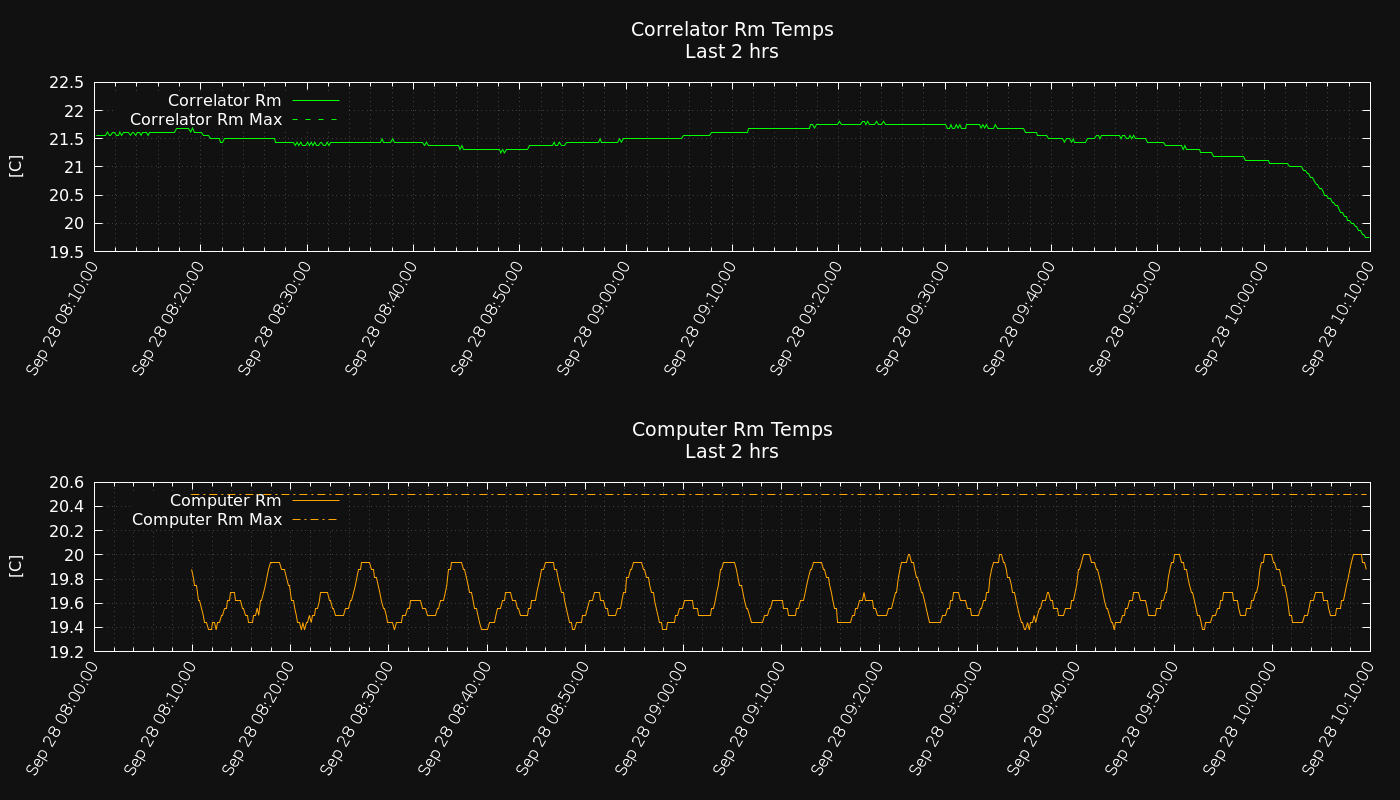 Correlator Rm Temps
Last 2 hrs
22.5
22
21.5
21
20.5
20
19.5
[C]
Correlator Rm
Correlator Rm Max
Sep 28 08:10:00
Sep 28 08:20:00
Sep 28 08:30:00
Sep 28 08:40:00
Sep 28 08:50:00
Sep 28 09:00:00
Sep 28 09:10:00
Sep 28 09:20:00
Sep 28 09:30:00
Sep 28 09:40:00
Sep 28 09:50:00
Sep 28 10:00:00
Sep 28 10:10:00
Computer Rm Temps
Last 2 hrs
20.6
20.4
20.2
20
19.8
19.6
19.4
19.2
[C]
Computer Rm
Computer Rm Max
Sep 28 08:00:00
Sep 28 08:10:00
Sep 28 08:20:00
Sep 28 08:30:00
Sep 28 08:40:00
Sep 28 08:50:00
Sep 28 09:00:00
Sep 28 09:10:00
Sep 28 09:20:00
Sep 28 09:30:00
Sep 28 09:40:00
Sep 28 09:50:00
Sep 28 10:00:00
Sep 28 10:10:00